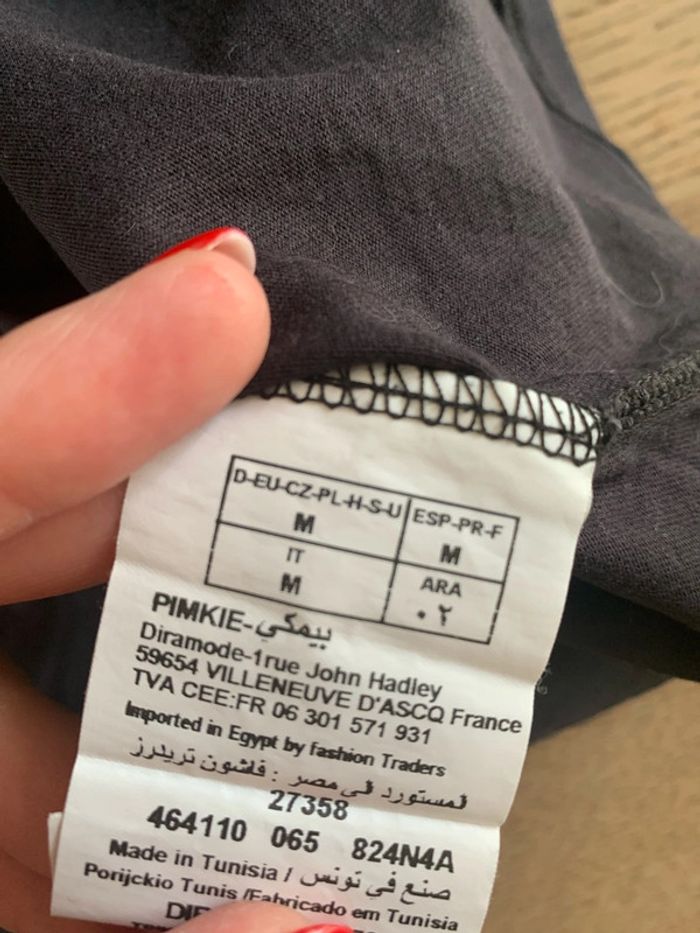 D-EU-CZ-PL-H-S-U ESP-PR-F
M M
IT ARA
M ٠٢
PIMKIE-بيمكي
Diramode-1rue John Hadley
59654 VILLENEUVE D'ASCQ France
TVA CEE:FR 06 301 571 931
Imported in Egypt by fashion Traders
لمستورد في مصر : فاشون تريدرز
27358
464110 065 824N4A
Made in Tunisia / صنع في تونس
Porijckio Tunis /Fabricado em Tunisia